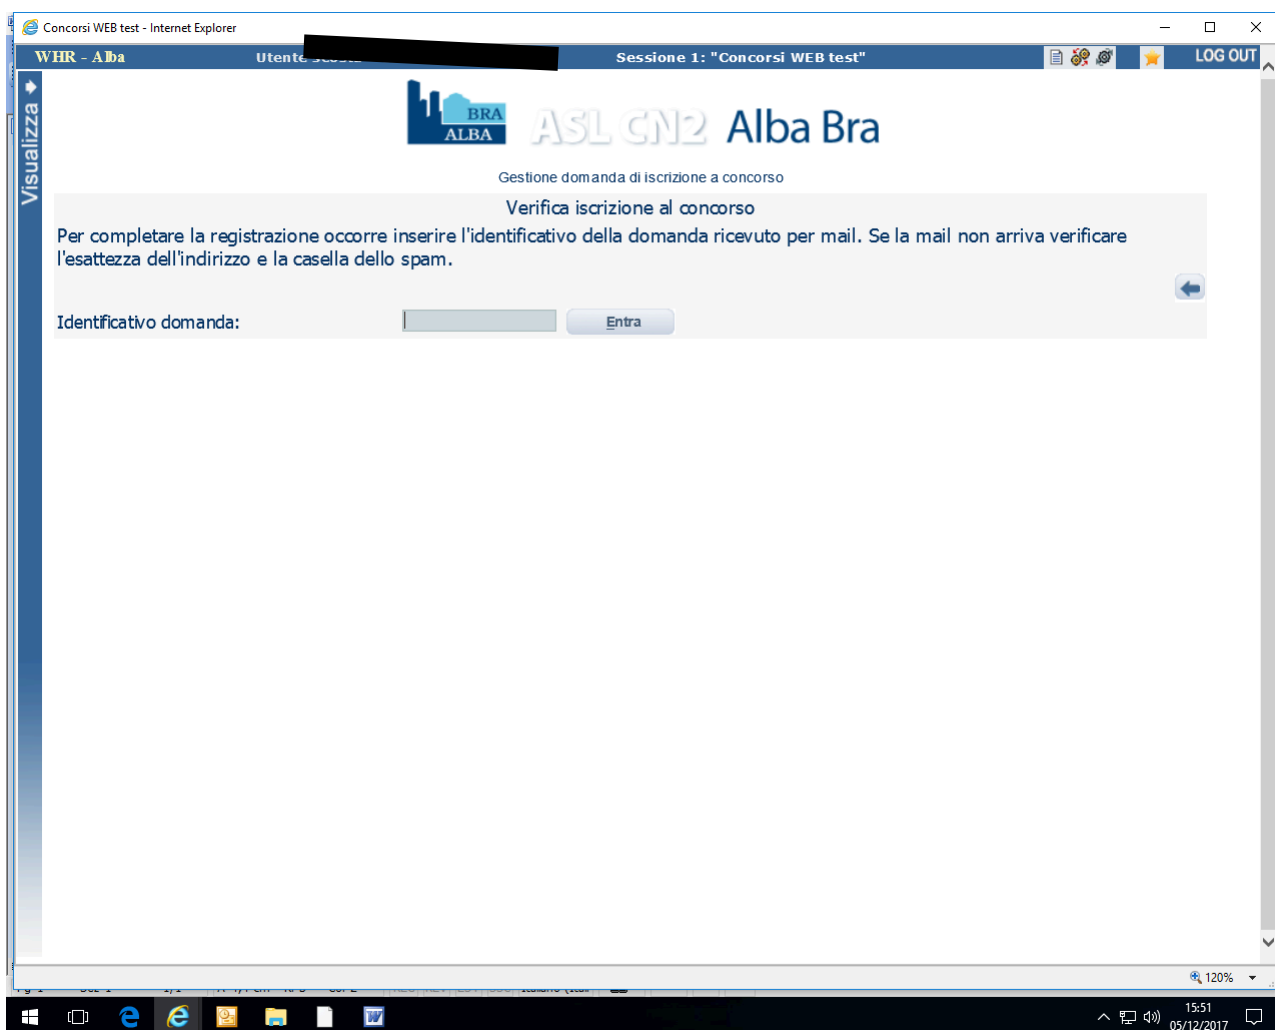 Concorsi WEB test - Internet Explorer
WHR - Alba
Utente
Sessione 1: "Concorsi WEB test"
LOG OUT
Visualizza
BRA
ALBA
ASL CN2 Alba Bra
Gestione domanda di iscrizione a concorso
Verifica iscrizione al concorso
Per completare la registrazione occorre inserire l'identificativo della domanda ricevuto per mail. Se la mail non arriva verificare
l'esattezza dell'indirizzo e la casella dello spam.
Identificativo domanda:
Entra
120%
15:51
05/12/2017